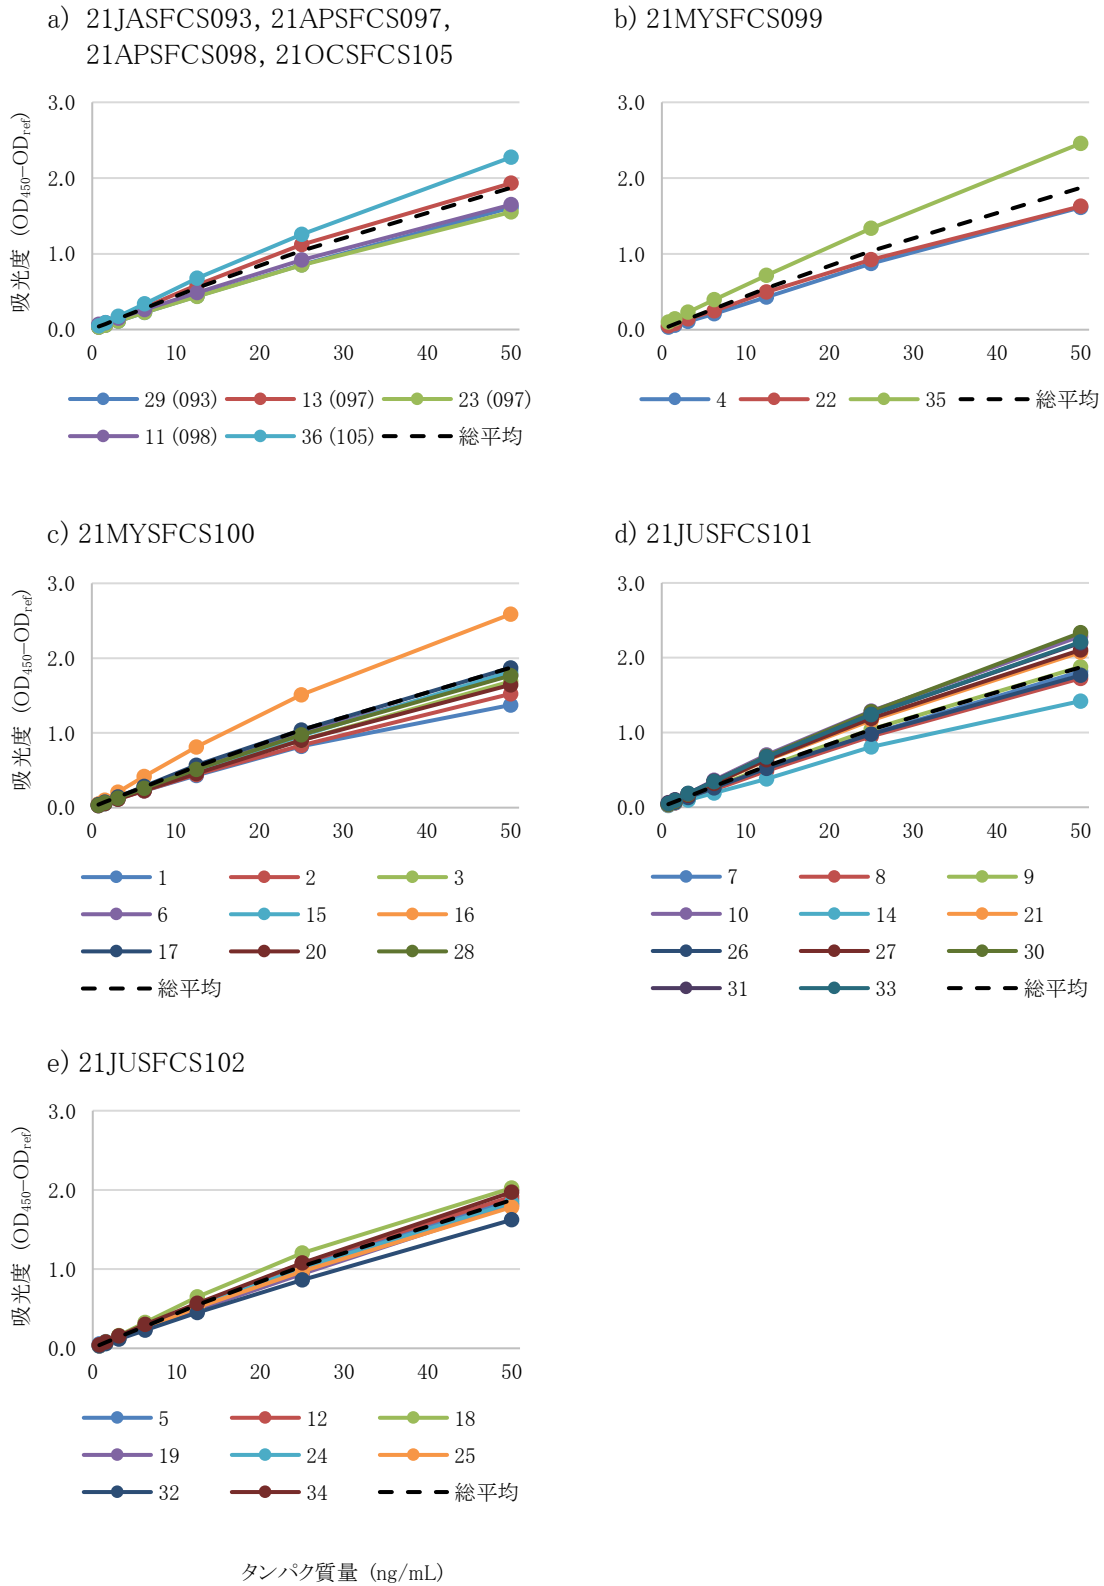 a) 21JASFCS093, 21APSFCS097,
21APSFCS098, 21OCSFCS105
吸光度 (OD450−ODref)
3.0
2.0
1.0
0.0
0 10 20 30 40 50
29 (093) 13 (097) 23 (097)
11 (098) 36 (105) 総平均
b) 21MYSFCS099
3.0
2.0
1.0
0.0
0 10 20 30 40 50
4 22 35 総平均
c) 21MYSFCS100
吸光度 (OD450−ODref)
3.0
2.0
1.0
0.0
0 10 20 30 40 50
1 2 3
6 15 16
17 20 28
総平均
d) 21JUSFCS101
3.0
2.0
1.0
0.0
0 10 20 30 40 50
7 8 9
10 14 21
26 27 30
31 33 総平均
e) 21JUSFCS102
吸光度 (OD450−ODref)
3.0
2.0
1.0
0.0
0 10 20 30 40 50
5 12 18
19 24 25
32 34 総平均
タンパク質量 (ng/mL)